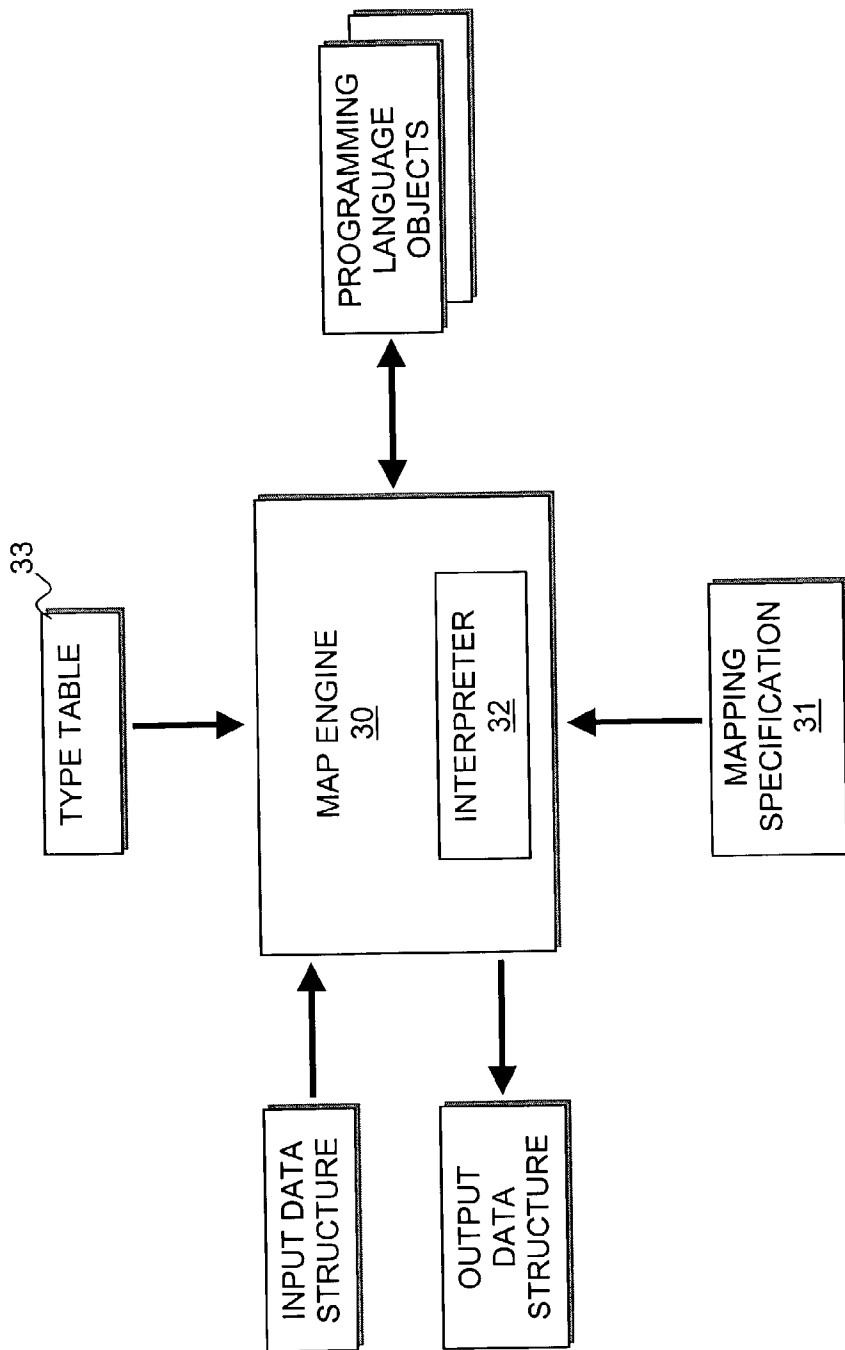 33
TYPE TABLE
INPUT DATA
STRUCTURE
OUTPUT
DATA
STRUCTURE
MAP ENGINE
30
INTERPRETER
32
MAPPING
SPECIFICATION
31
PROGRAMMING
LANGUAGE
OBJECTS